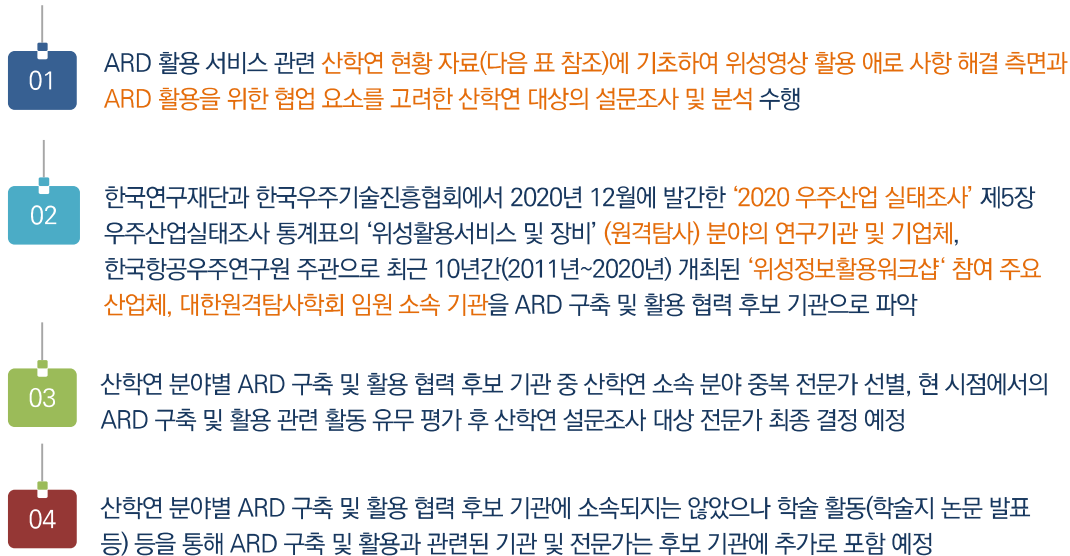 01
ARD 활용 서비스 관련 산학연 현황 자료(다음 표 참조)에 기초하여 위성영상 활용 애로 사항 해결 측면과
ARD 활용을 위한 협업 요소를 고려한 산학연 대상의 설문조사 및 분석 수행
02
한국연구재단과 한국우주기술진흥협회에서 2020년 12월에 발간한 ‘2020 우주산업 실태조사’ 제5장
우주산업실태조사 통계표의 ‘위성활용서비스 및 장비’ (원격탐사) 분야의 연구기관 및 기업체,
한국항공우주연구원 주관으로 최근 10년간(2011년~2020년) 개최된 ‘위성정보활용워크샵‘ 참여 주요
산업체, 대한원격탐사학회 임원 소속 기관을 ARD 구축 및 활용 협력 후보 기관으로 파악
03
산학연 분야별 ARD 구축 및 활용 협력 후보 기관 중 산학연 소속 분야 중복 전문가 선별, 현 시점에서의
ARD 구축 및 활용 관련 활동 유무 평가 후 산학연 설문조사 대상 전문가 최종 결정 예정
04
산학연 분야별 ARD 구축 및 활용 협력 후보 기관에 소속되지는 않았으나 학술 활동(학술지 논문 발표
등) 등을 통해 ARD 구축 및 활용과 관련된 기관 및 전문가는 후보 기관에 추가로 포함 예정